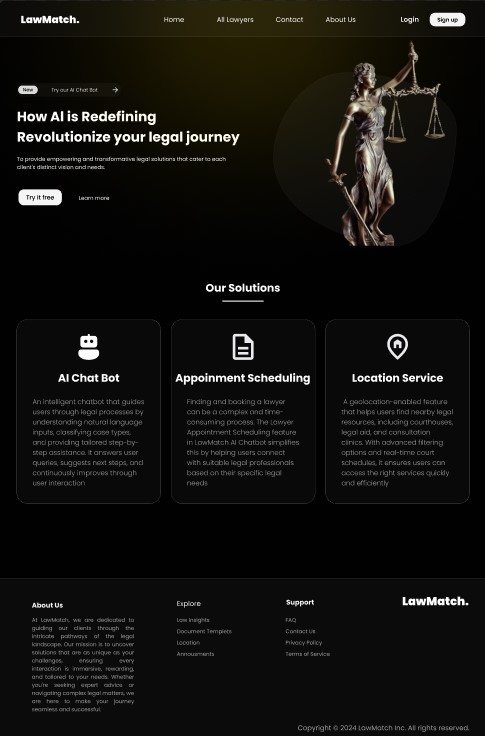 LawMatch.
Home
All Lawyers
Contact
About Us
Login
Sign up
New
Try our AI Chat Bot
How AI is Redefining
Revolutionize your legal journey
To provide empowering and transformative legal solutions that cater to each
client's distinct vision and needs.
Try it free
Learn more
Our Solutions
AI Chat Bot
An intelligent chatbot that guides
users through legal processes by
understanding natural language
inputs, classifying case types,
and providing tailored step-by-
step assistance. It answers user
queries, suggests next steps, and
continuously improves through
user interaction
Appoinment Scheduling
Finding and booking a lawyer
can be a complex and time-
consuming process. The Lawyer
Appointment Scheduling feature
in LawMatch AI Chatbot simplifies
this by helping users connect
with suitable legal professionals
based on their specific legal
needs
Location Service
A geolocation-enabled feature
that helps users find nearby legal
resources, including courthouses,
legal aid, and consultation
clinics. With advanced filtering
options and real-time court
schedules, it ensures users can
access the right services quickly
and efficiently
About Us
At LawMatch, we are dedicated to
guiding our clients through the
intricate pathways of the legal
landscape. Our mission is to uncover
solutions that are as unique as your
challenges, ensuring every
interaction is immersive, rewarding,
and tailored to your needs. Whether
you're seeking expert advice or
navigating complex legal matters, we
are here to make your journey
seamless and successful.
Explore
Law Insights
Document Templets
Location
Annousments
Support
FAQ
Contact Us
Privacy Policy
Terms of Service
LawMatch.
Copyright © 2024 LawMatch Inc. All rights reserved.